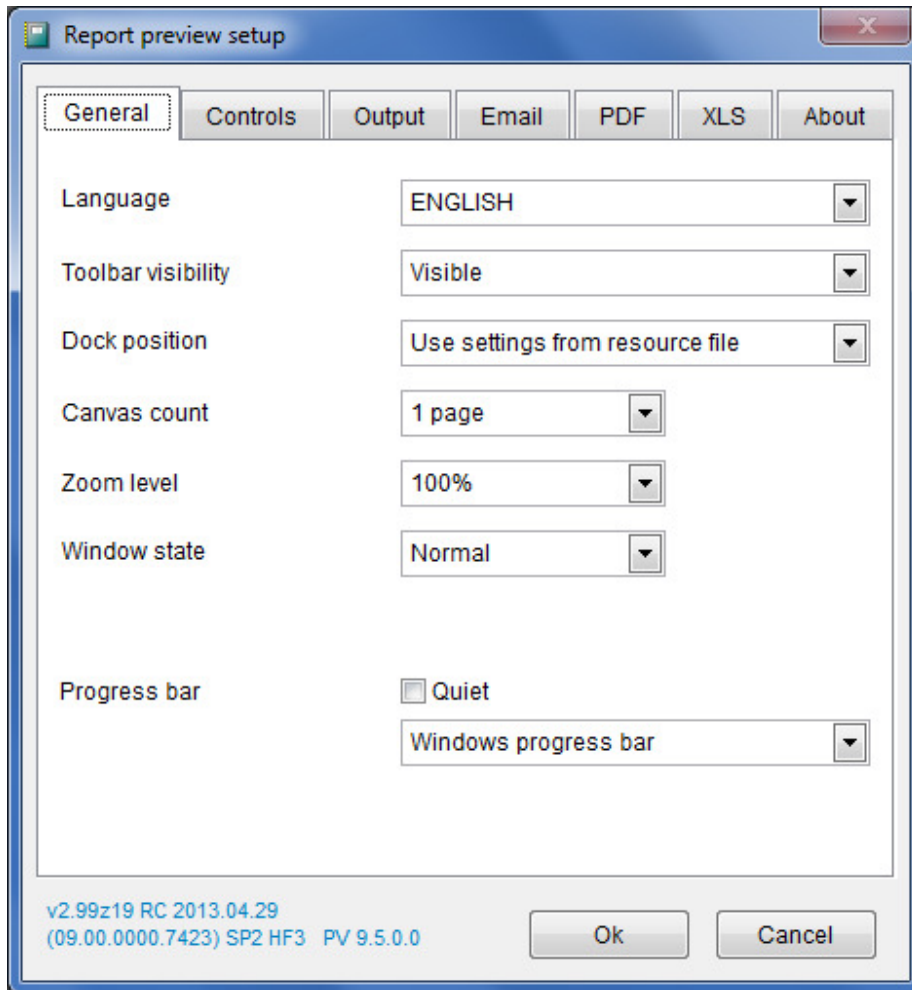 Report preview setup
General Controls Output Email PDF XLS About
Language ENGLISH
Toolbar visibility Visible
Dock position Use settings from resource file
Canvas count 1 page
Zoom level 100%
Window state Normal
Progress bar Quiet
Windows progress bar
v2.99z19 RC 2013.04.29
(09.00.0000.7423) SP2 HF3 PV 9.5.0.0
Ok Cancel